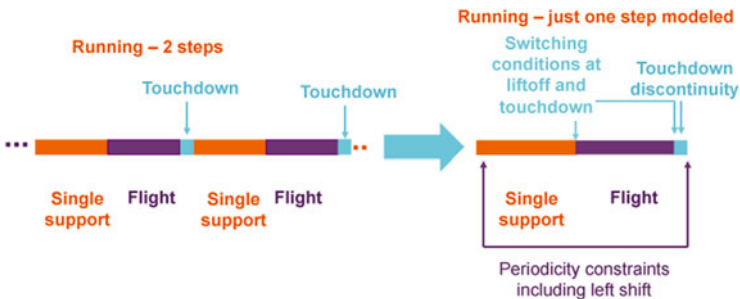 Running – 2 steps
Touchdown
Touchdown
Single
support
Flight
Single
support
Flight
Running – just one step modeled
Switching
conditions at
liftoff and
touchdown
Touchdown
discontinuity
Single
support
Flight
Periodicity constraints
including left shift